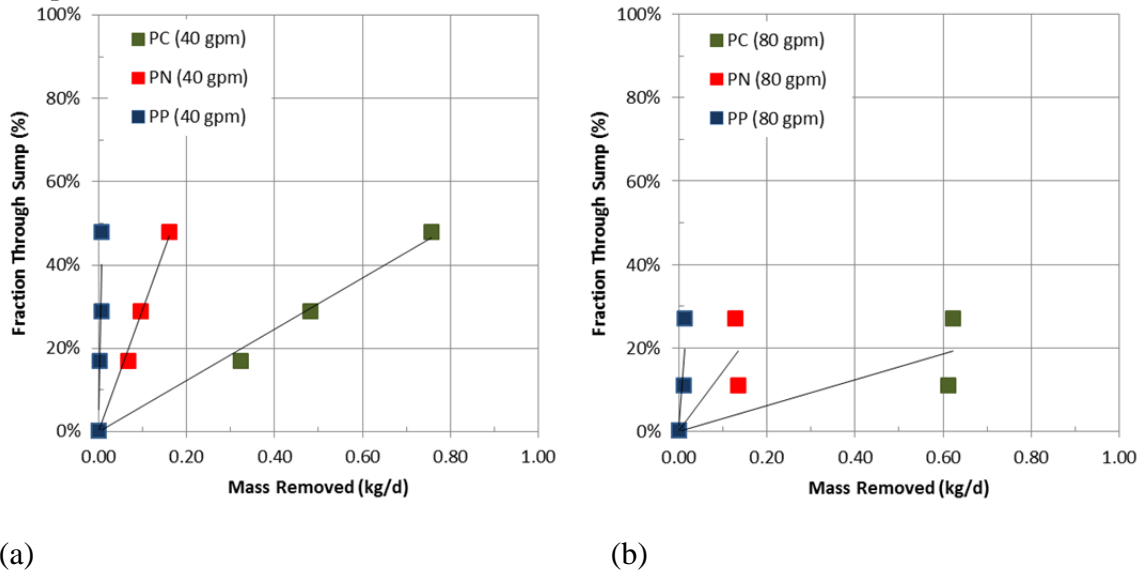 100%
80%
60%
40%
20%
0%
Fraction Through Sump (%)
PC (40 gpm)
PN (40 gpm)
PP (40 gpm)
0.00 0.20 0.40 0.60 0.80 1.00
Mass Removed (kg/d)
(a)
100%
80%
60%
40%
20%
0%
Fraction Through Sump (%)
PC (80 gpm)
PN (80 gpm)
PP (80 gpm)
0.00 0.20 0.40 0.60 0.80 1.00
Mass Removed (kg/d)
(b)